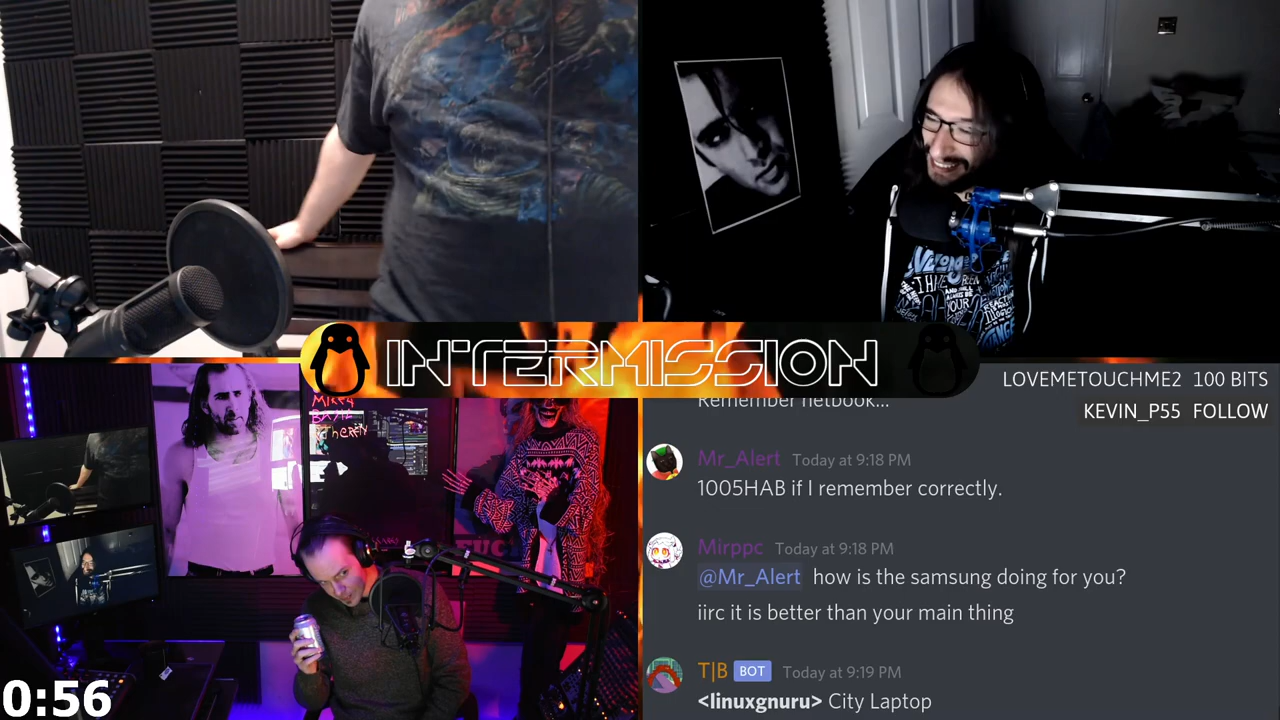 INTERMISSION
LOVEMETOUCHME2 100 BITS
KEVIN_P55 FOLLOW
Remember netbook...
Mr_Alert Today at 9:18 PM
1005HAB if I remember correctly.
Mirppc Today at 9:18 PM
@Mr_Alert how is the samsung doing for you?
iirc it is better than your main thing
T|B BOT Today at 9:19 PM
<linuxgnuru> City Laptop
0:56